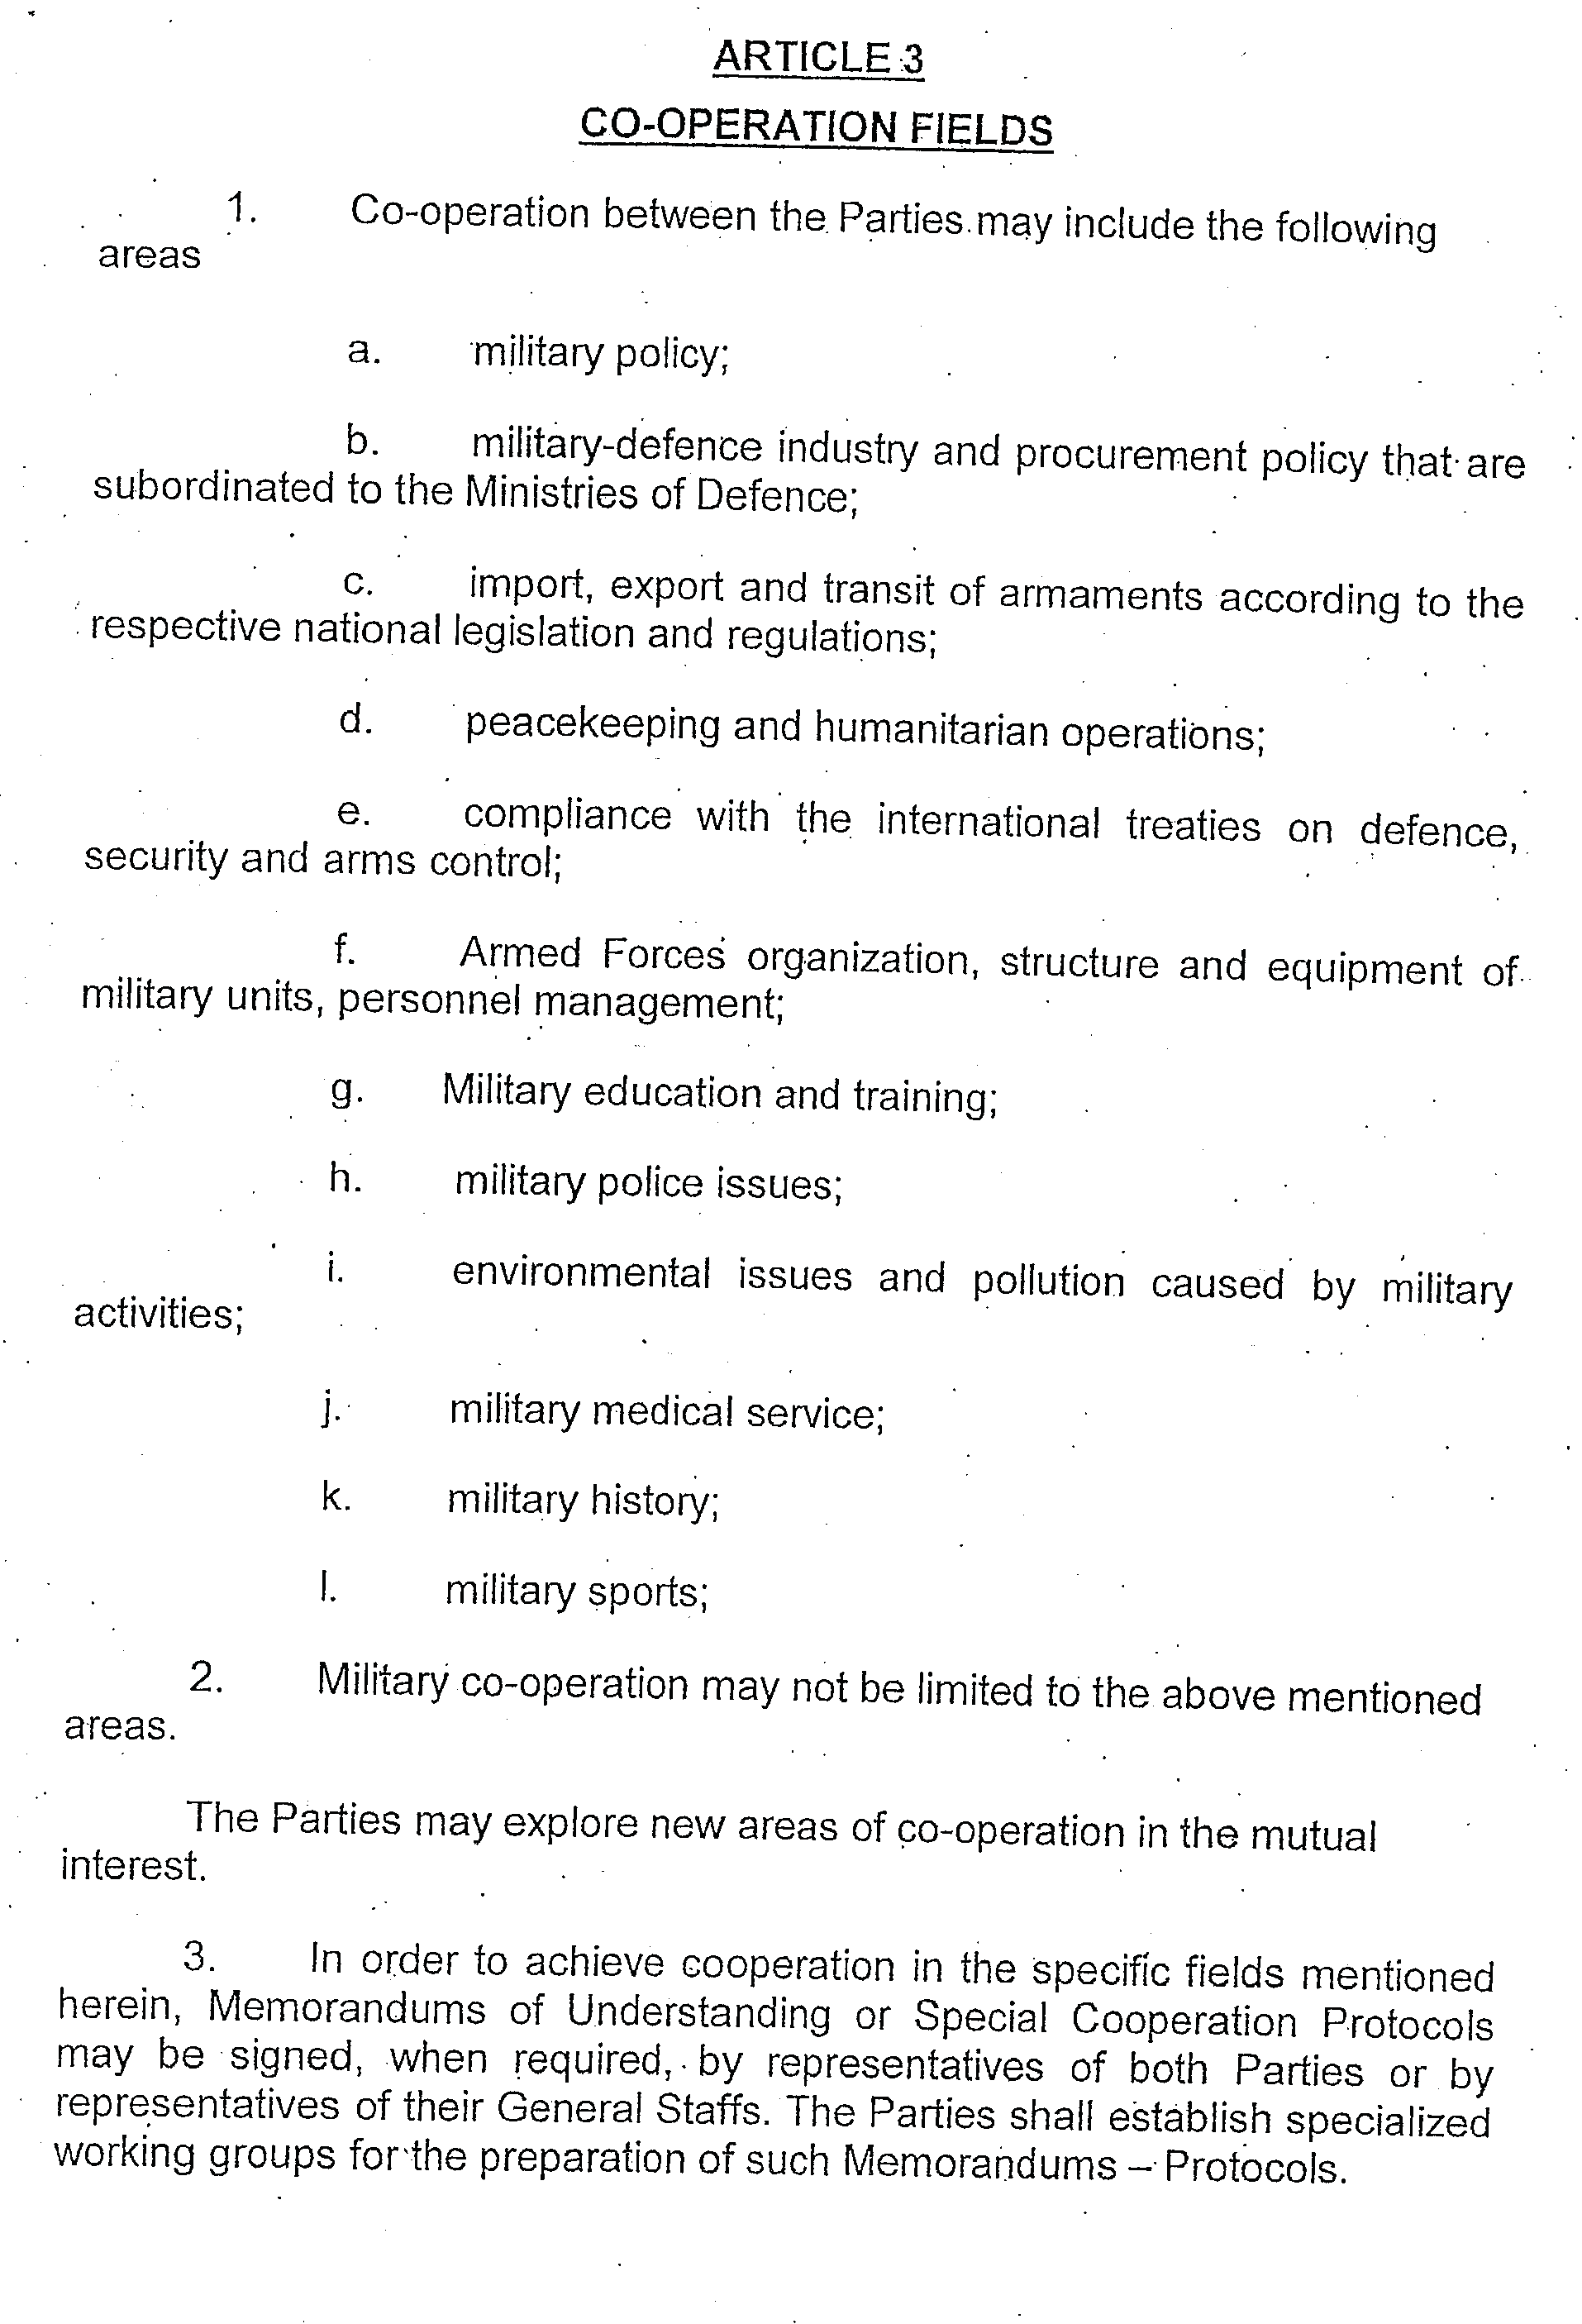 ARTICLE 3
CO-OPERATION FIELDS
1. Co-operation between the Parties may include the following
areas
a. military policy;
b. military-defence industry and procurement policy that are
subordinated to the Ministries of Defence;
c. import, export and transit of armaments according to the
respective national legislation and regulations;
d. peacekeeping and humanitarian operations;
e. compliance with the international treaties on defence,
security and arms control;
f. Armed Forces organization, structure and equipment of
military units, personnel management;
g. Military education and training;
h. military police issues;
i. environmental issues and pollution caused by military
activities;
j. military medical service;
k. military history;
l. military sports;
2. Military co-operation may not be limited to the above mentioned
areas.
The Parties may explore new areas of co-operation in the mutual
interest.
3. In order to achieve cooperation in the specific fields mentioned
herein, Memorandums of Understanding or Special Cooperation Protocols
may be signed, when required, by representatives of both Parties or by
representatives of their General Staffs. The Parties shall establish specialized
working groups for the preparation of such Memorandums – Protocols.